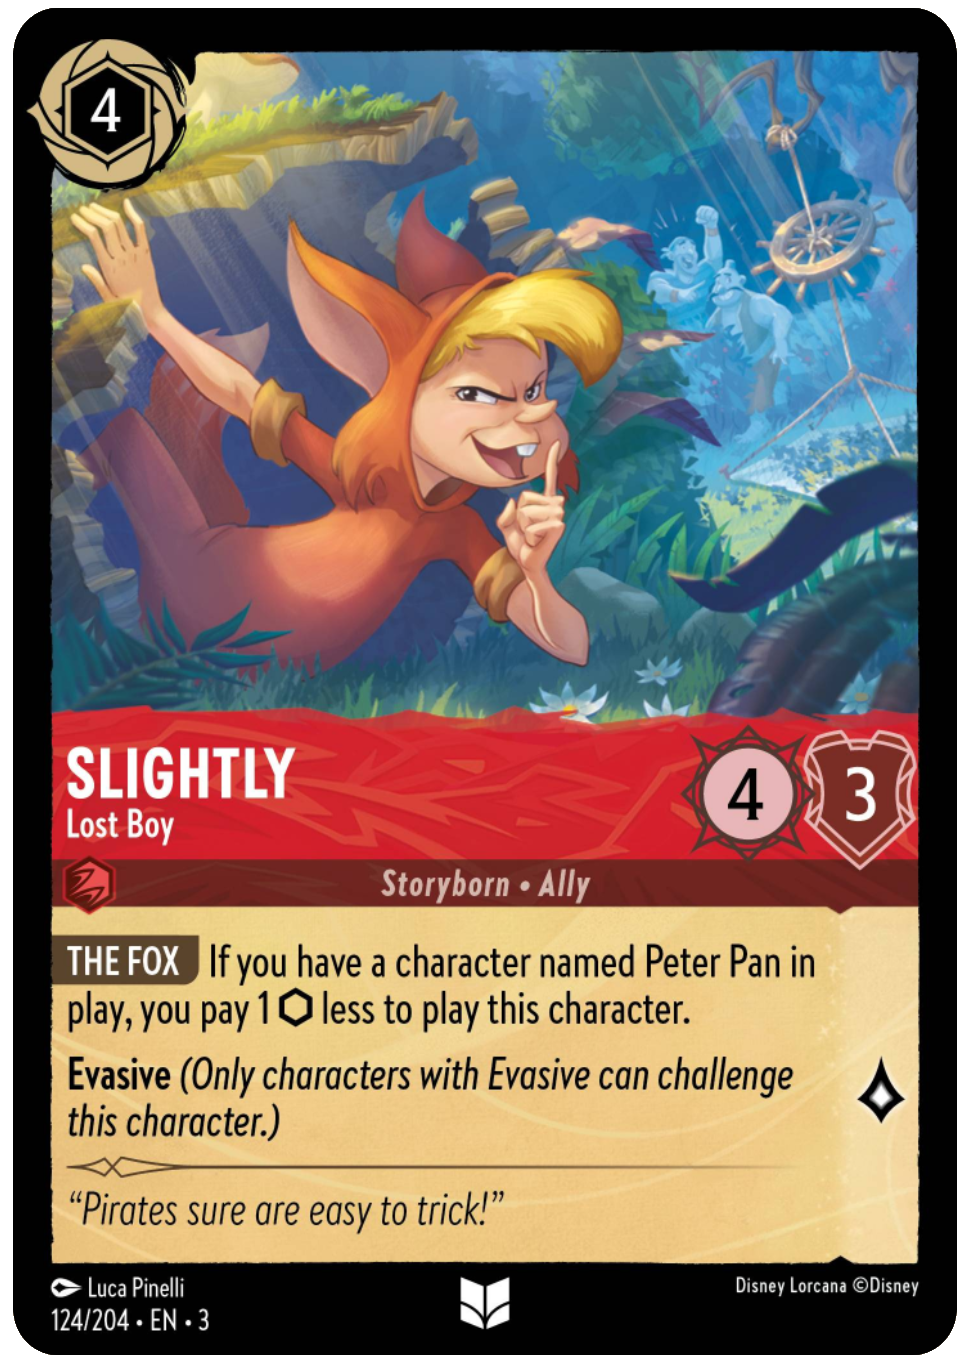 4
SLIGHTLY
Lost Boy
4
3
Storyborn • Ally
THE FOX If you have a character named Peter Pan in
play, you pay 1 ⬡ less to play this character.
Evasive (Only characters with Evasive can challenge
this character.)
“Pirates sure are easy to trick!”
Luca Pinelli
124/204 • EN • 3
Disney Lorcana ©Disney